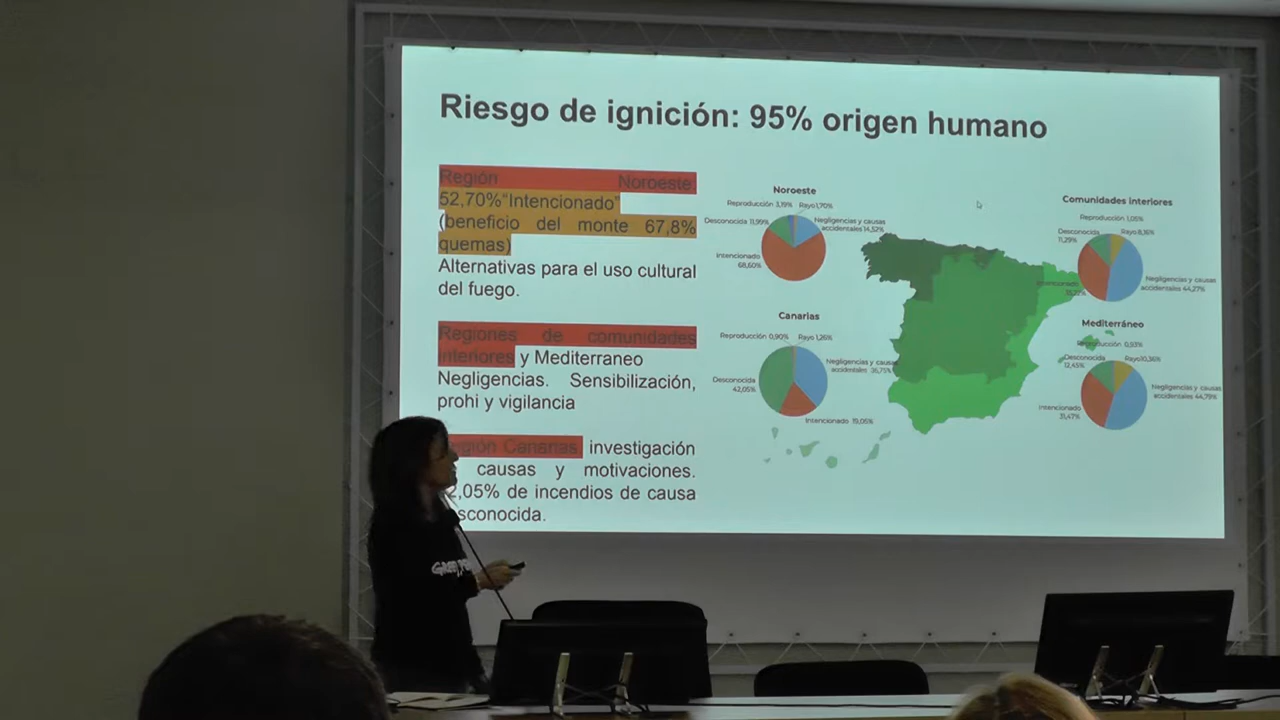 Riesgo de ignición: 95% origen humano
Región Noroeste
52,70%"Intencionado"
(beneficio del monte 67,8%
quemas)
Alternativas para el uso cultural
del fuego.
Regiones de comunidades
interiores y Mediterraneo
Negligencias. Sensibilización,
prohi y vigilancia
Región Canarias investigación
causas y motivaciones.
2,05% de incendios de causa
sconocida.
Noroeste
Reproducción 3,19% Rayo 1,70%
Desconocida 11,99%
Negligencias y causas
accidentales 14,52%
Intencionado
68,60%
Canarias
Reproducción 0,90% Rayo 1,26%
Negligencias y causas
accidentales 36,75%
Desconocida
42,05%
Intencionado 19,05%
Comunidades interiores
Reproducción 1,05%
Desconocida
11,29%
Rayo 8,16%
Negligencias y causas
accidentales 44,27%
Intencionado
Mediterráneo
Reproducción 0,93%
Desconocida
12,45%
Rayo 10,36%
Negligencias y causas
accidentales 44,79%
Intencionado
31,47%